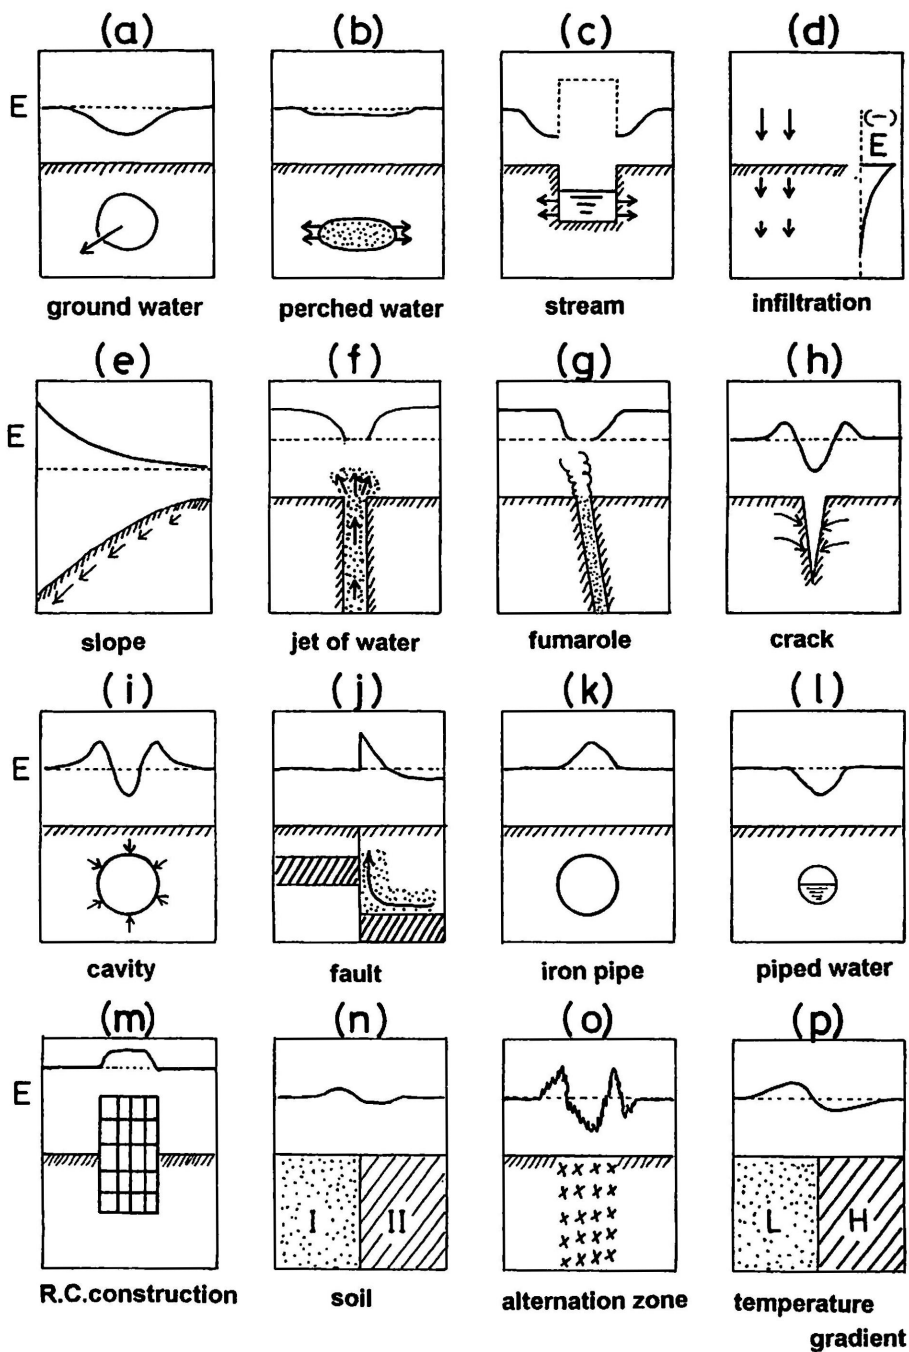 (a) (b) (c) (d)
E
(-)
E
ground water perched water stream infiltration
(e) (f) (g) (h)
E
slope jet of water fumarole crack
(i) (j) (k) (l)
E
cavity fault iron pipe piped water
(m) (n) (o) (p)
E
I II L H
R.C.construction soil alternation zone temperature
gradient